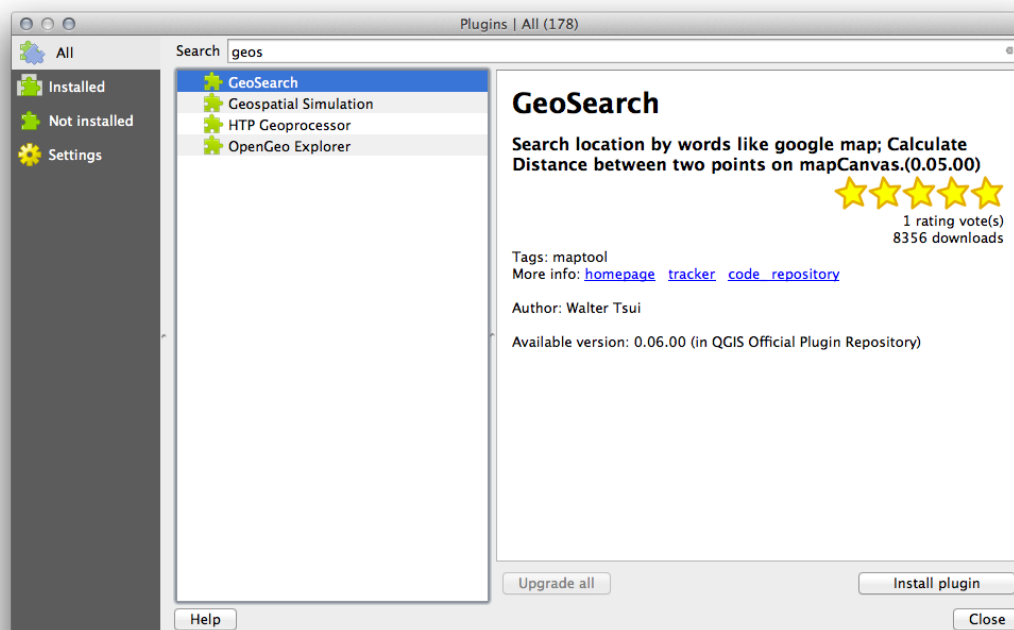 Plugins | All (178)
All
Installed
Not installed
Settings
Search geos
GeoSearch
Geospatial Simulation
HTP Geoprocessor
OpenGeo Explorer
GeoSearch
Search location by words like google map; Calculate
Distance between two points on mapCanvas.(0.05.00)
1 rating vote(s)
8356 downloads
Tags: maptool
More info: homepage tracker code_repository
Author: Walter Tsui
Available version: 0.06.00 (in QGIS Official Plugin Repository)
Upgrade all
Install plugin
Help
Close